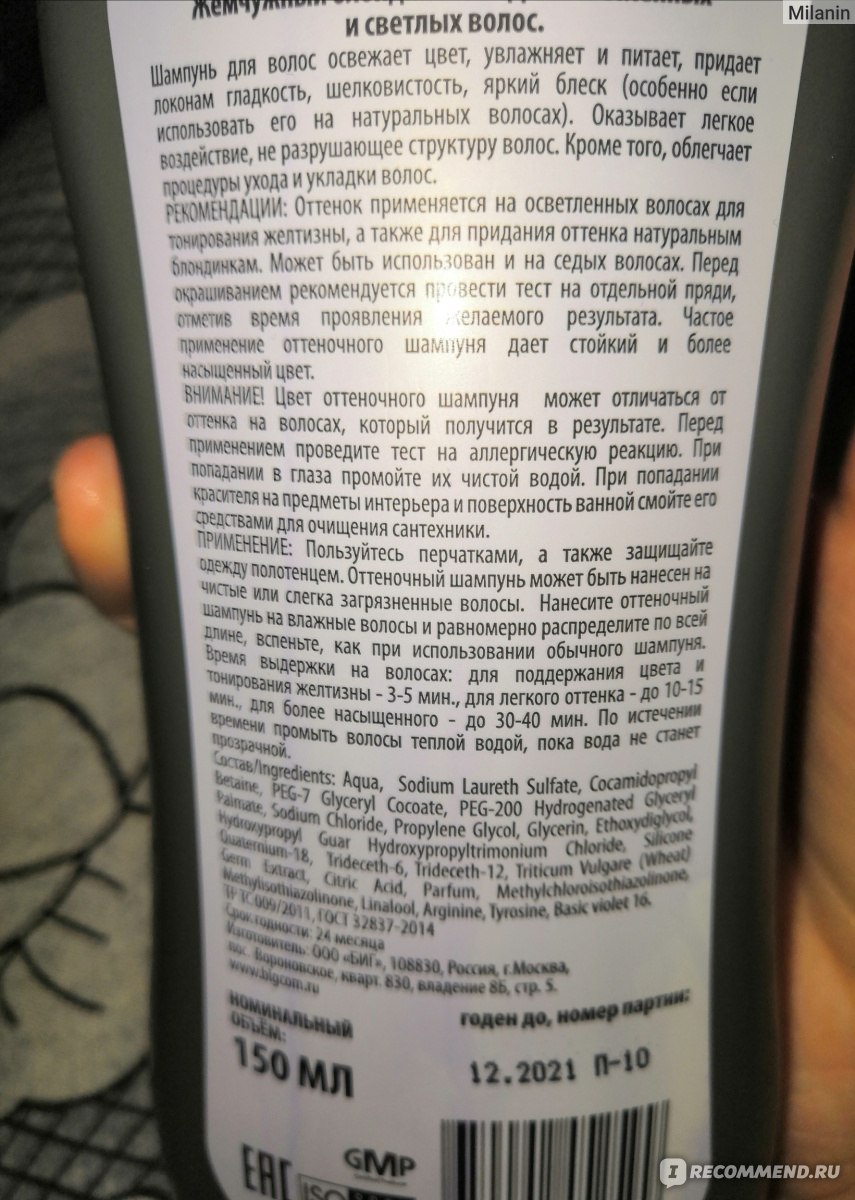 Milanin
Жемчужный
и светлых волос.
Шампунь для волос освежает цвет, увлажняет и питает, придает
локонам гладкость, шелковистость, яркий блеск (особенно если
использовать его на натуральных волосах). Оказывает легкое
воздействие, не разрушающее структуру волос. Кроме того, облегчает
процедуры ухода и укладки волос.
РЕКОМЕНДАЦИИ: Оттенок применяется на осветленных волосах для
тонирования желтизны, а также для придания оттенка натуральным
блондинкам. Может быть использован и на седых волосах. Перед
окрашиванием рекомендуется провести тест на отдельной пряди,
отметив время проявления желаемого результата. Частое
применение оттеночного шампуня дает стойкий и более
насыщенный цвет.
ВНИМАНИЕ! Цвет оттеночного шампуня может отличаться от
оттенка на волосах, который получится в результате. Перед
применением проведите тест на аллергическую реакцию. При
попадании в глаза промойте их чистой водой. При попадании
красителя на предметы интерьера и поверхность ванной смойте его
средствами для очищения сантехники.
ПРИМЕНЕНИЕ: Пользуйтесь перчатками, а также защищайте
одежду полотенцем. Оттеночный шампунь может быть нанесен на
чистые или слегка загрязненные волосы. Нанесите оттеночный
шампунь на влажные волосы и равномерно распределите по всей
длине, вспеньте, как при использовании обычного шампуня.
Время выдержки на волосах: для поддержания цвета и
тонирования желтизны - 3-5 мин., для легкого оттенка - до 10-15
мин., для более насыщенного - до 30-40 мин. По истечении
времени промыть волосы теплой водой, пока вода не станет
прозрачной.
Состав/Ingredients: Aqua, Sodium Laureth Sulfate, Cocamidopropyl
Betaine, PEG-7 Glyceryl Cocoate, PEG-200 Hydrogenated Glyceryl
Palmate, Sodium Chloride, Propylene Glycol, Glycerin, Ethoxydiglycol,
Hydroxypropyl Guar Hydroxypropyltrimonium Chloride, Silicone
Quaternium-18, Trideceth-6, Trideceth-12, Triticum Vulgare (Wheat)
Germ Extract, Citric Acid, Parfum, Methylchloroisothiazolinone,
Methylisothiazolinone, Linalool, Arginine, Tyrosine, Basic violet 16.
ТР ТС 009/2011, ГОСТ 32837-2014
Срок годности: 24 месяца
Изготовитель: ООО «БИГ», 108830, Россия, г.Москва,
пос. Вороновское, кварт. 830, владение 8Б, стр. 5.
www.bigcom.ru
НОМИНАЛЬНЫЙ
ОБЪЁМ:
150 МЛ
годен до, номер партии:
12.2021 П-10
EAC
GMP
ISO
IRECOMMEND.RU